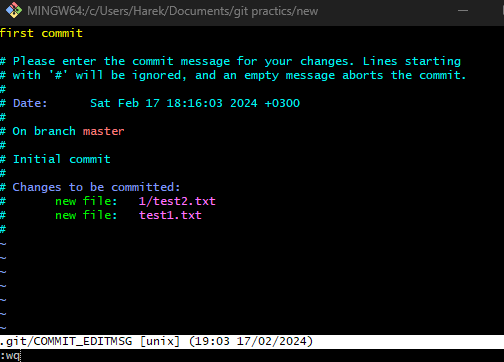 MINGW64:/c/Users/Harek/Documents/git practics/new
first commit
# Please enter the commit message for your changes. Lines starting
# with '#' will be ignored, and an empty message aborts the commit.
#
# Date:      Sat Feb 17 18:16:03 2024 +0300
#
# On branch master
#
# Initial commit
#
# Changes to be committed:
#       new file:   1/test2.txt
#       new file:   test1.txt
#
~
~
~
~
~
~
~
.git/COMMIT_EDITMSG [unix] (19:03 17/02/2024)
:wq